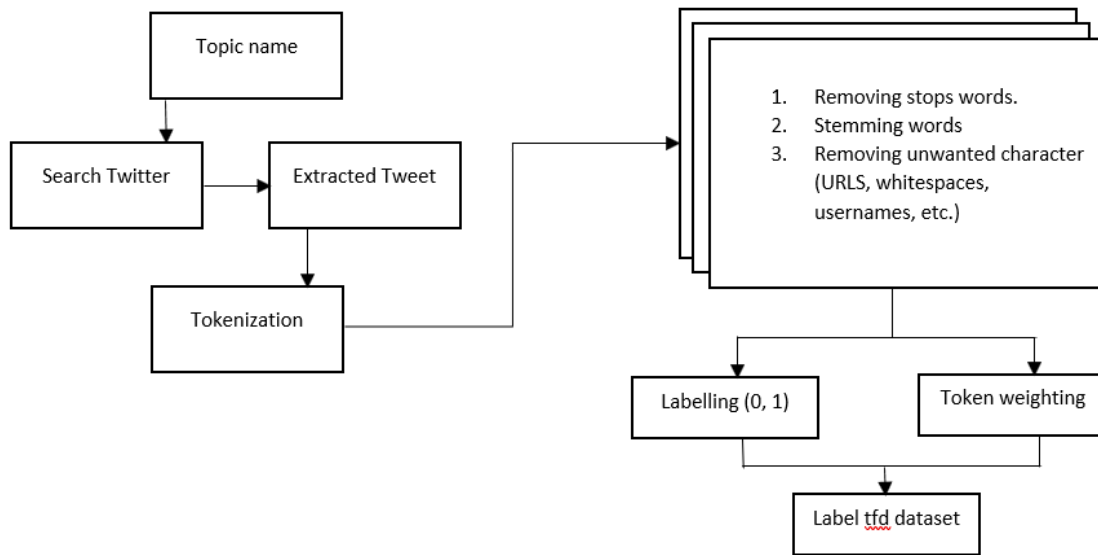 Topic name
Search Twitter
Extracted Tweet
Tokenization
1. Removing stops words.
2. Stemming words
3. Removing unwanted character
(URLS, whitespaces,
usernames, etc.)
Labelling (0, 1)
Token weighting
Label tfd dataset